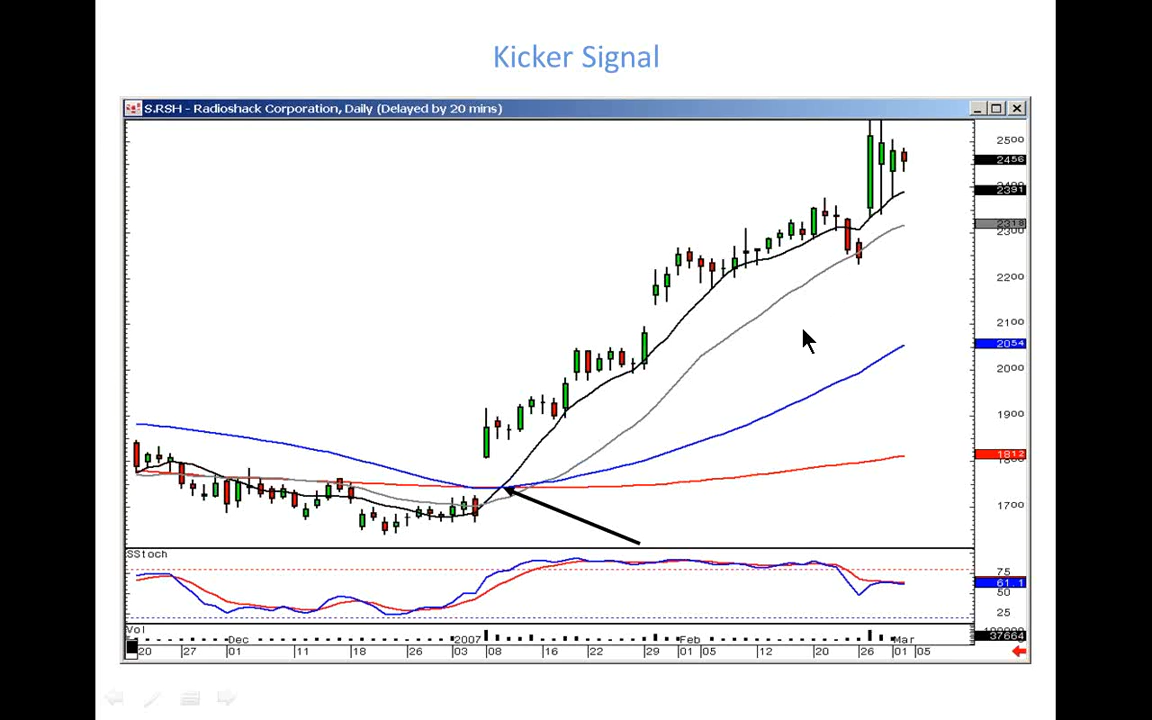 Kicker Signal
S.RSH - Radioshack Corporation, Daily (Delayed by 20 mins)
2500
2456
2391
2318
2300
2200
2100
2054
2000
1900
1812
1700
SStoch
75
61.1
50
25
Vol
37664
Dec 2007 Feb Mar
20 27 01 11 18 26 03 08 16 22 29 01 05 12 20 26 01 05